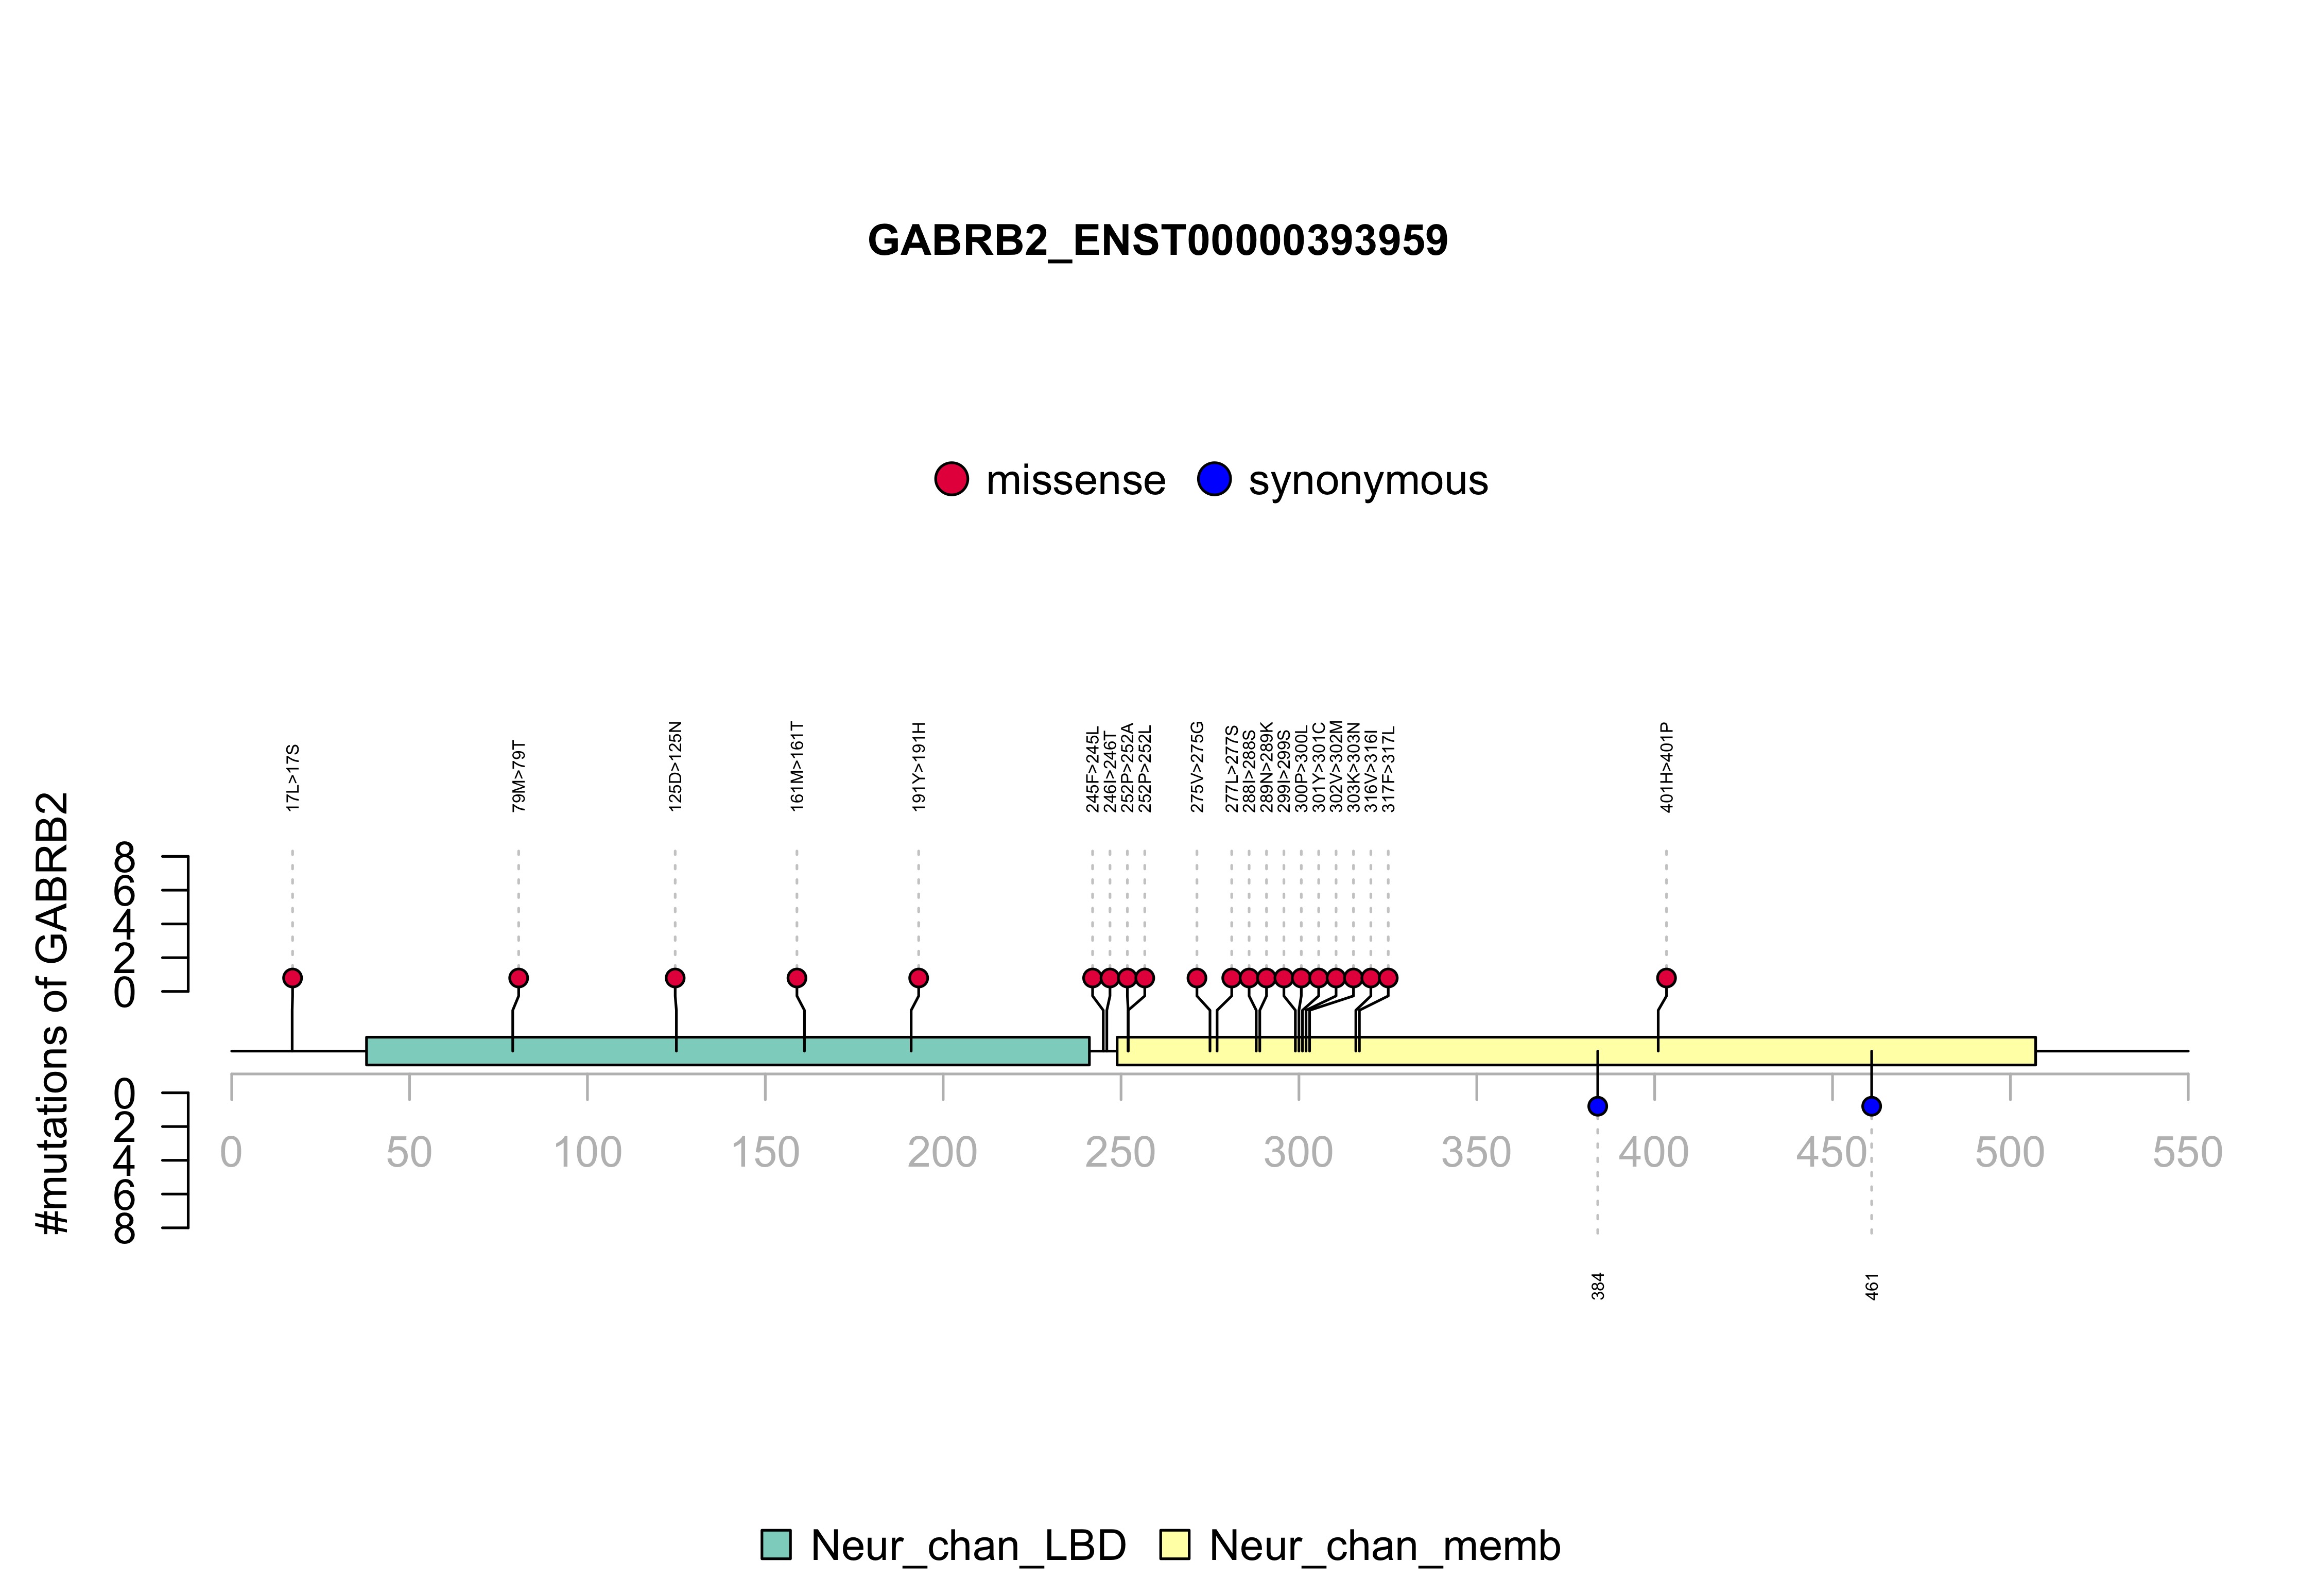 GABRB2_ENST00000393959
missense synonymous
17L>17S
79M>79T
125D>125N
161M>161T
191Y>191H
245F>245L
246I>246T
252P>252A
252P>252L
275V>275G
277L>277S
288I>288S
289N>289K
299I>299S
300P>300L
301Y>301C
302V>302M
303K>303N
316V>316I
317F>317L
401H>401P
#mutations of GABRB2
8
6
4
2
0
0
2
4
6
8
0 50 100 150 200 250 300 350 400 450 500 550
384
461
Neur_chan_LBD Neur_chan_memb